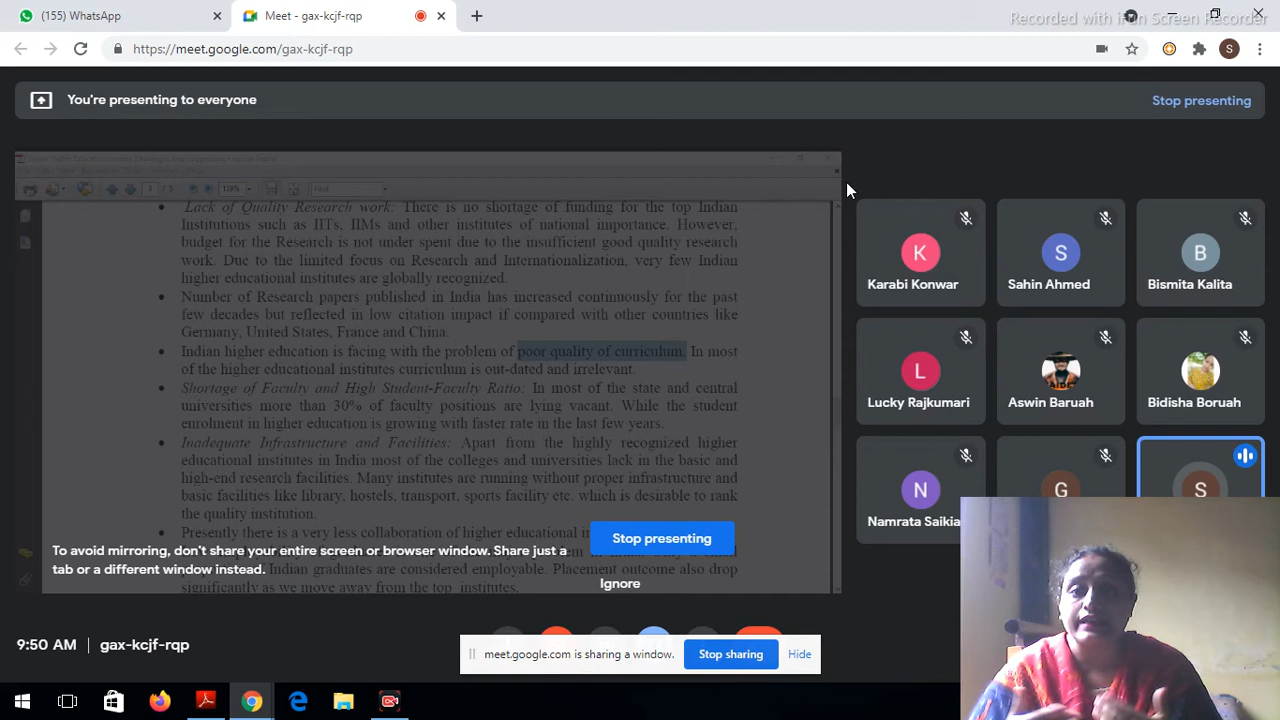 (155) WhatsApp
Meet - gax-kcjf-rqp
Recorded with iFun Screen Recorder
https://meet.google.com/gax-kcjf-rqp
S
You're presenting to everyone
Stop presenting
3 / 3
139%
Find
Lack of Quality Research work: There is no shortage of funding for the top Indian
Institutions such as IITs, IIMs and other institutes of national importance. However,
budget for the Research is not under spent due to the insufficient good quality research
work. Due to the limited focus on Research and Internationalization, very few Indian
higher educational institutes are globally recognized.
Number of Research papers published in India has increased continuously for the past
few decades but reflected in low citation impact if compared with other countries like
Germany, United States, France and China.
Indian higher education is facing with the problem of poor quality of curriculum. In most
of the higher educational institutes curriculum is out-dated and irrelevant.
Shortage of Faculty and High Student-Faculty Ratio: In most of the state and central
universities more than 30% of faculty positions are lying vacant. While the student
enrolment in higher education is growing with faster rate in the last few years.
Inadequate Infrastructure and Facilities: Apart from the highly recognized higher
educational institutes in India most of the colleges and universities lack in the basic and
high-end research facilities. Many institutes are running without proper infrastructure and
basic facilities like library, hostels, transport, sports facility etc. which is desirable to rank
the quality institution.
Presently there is a very less collaboration of higher educational
Indian graduates are considered employable. Placement outcome also drop
significantly as we move away from the top institutes.
To avoid mirroring, don't share your entire screen or browser window. Share just a
tab or a different window instead.
Stop presenting
Ignore
K
Karabi Konwar
S
Sahin Ahmed
B
Bismita Kalita
L
Lucky Rajkumari
Aswin Baruah
Bidisha Boruah
N
Namrata Saikia
G
S
9:50 AM | gax-kcjf-rqp
meet.google.com is sharing a window.
Stop sharing
Hide